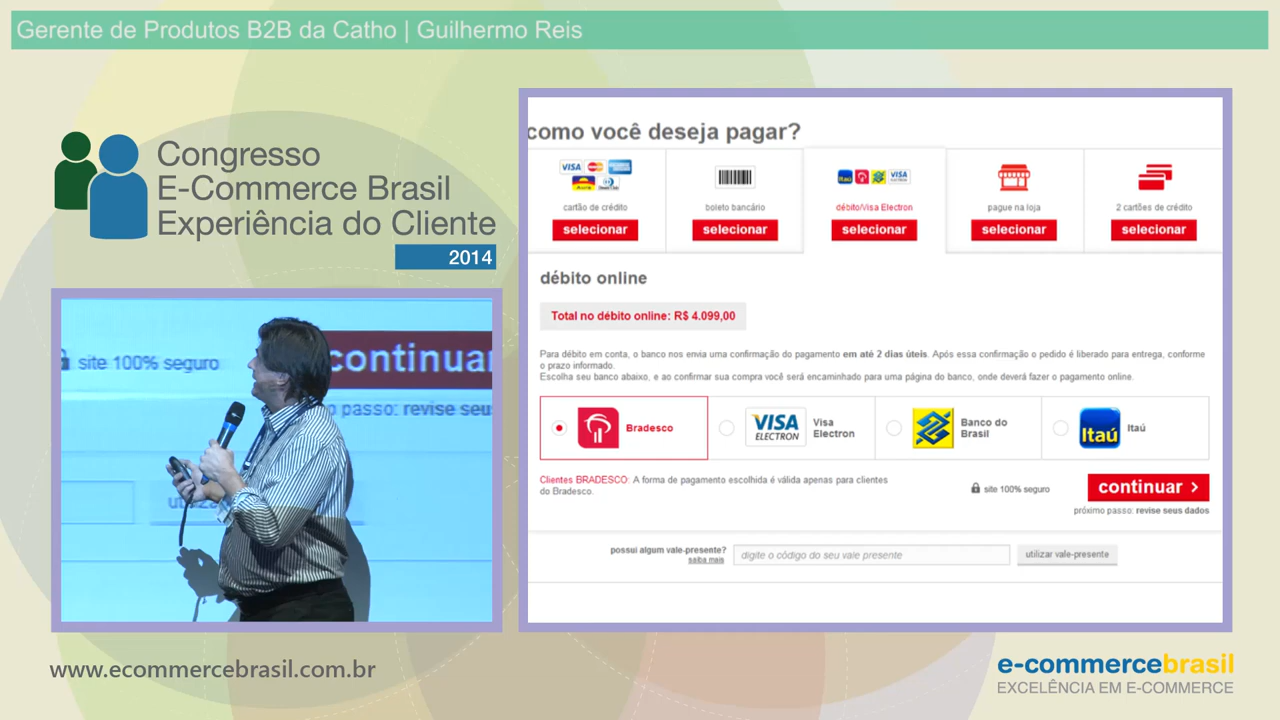 Gerente de Produtos B2B da Catho | Guilhermo Reis
Congresso
E-Commerce Brasil
Experiência do Cliente
2014
site 100% seguro
continuar
passo: revise seus
como você deseja pagar?
VISA
cartão de crédito
selecionar
boleto bancário
selecionar
Itaú VISA
débito/Visa Electron
selecionar
pague na loja
selecionar
2 cartões de crédito
selecionar
débito online
Total no débito online: R$ 4.099,00
Para débito em conta, o banco nos envia uma confirmação do pagamento em até 2 dias úteis. Após essa confirmação o pedido é liberado para entrega, conforme
o prazo informado.
Escolha seu banco abaixo, e ao confirmar sua compra você será encaminhado para uma página do banco, onde deverá fazer o pagamento online.
Bradesco
VISA
ELECTRON
Visa
Electron
Banco do
Brasil
Itaú
Itaú
Clientes BRADESCO: A forma de pagamento escolhida é válida apenas para clientes
do Bradesco.
site 100% seguro
continuar >
próximo passo: revise seus dados
possui algum vale-presente?
saiba mais
digite o código do seu vale presente
utilizar vale-presente
www.ecommercebrasil.com.br
e-commercebrasil
EXCELÊNCIA EM E-COMMERCE